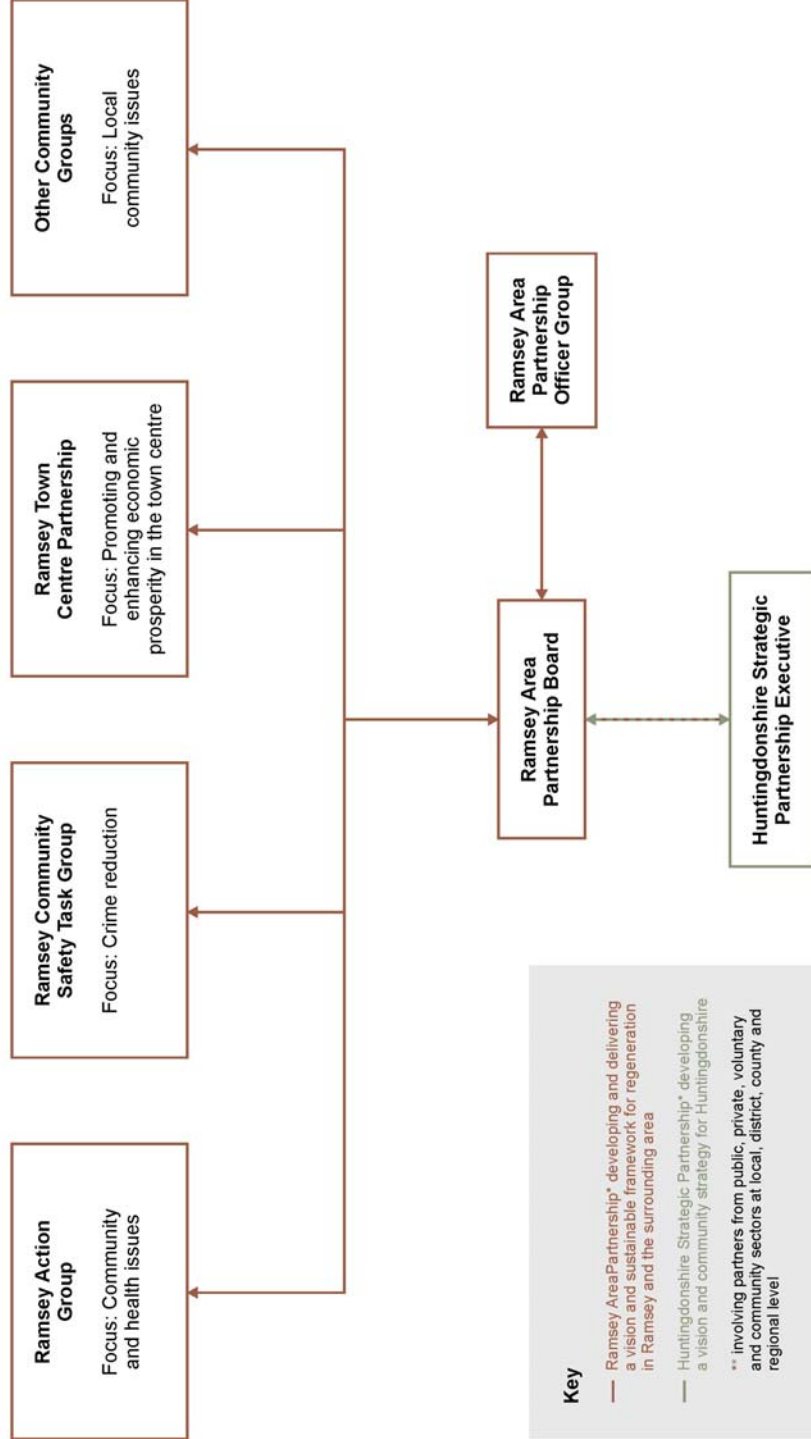 Ramsey Action
Group
Focus: Community
and health issues
Ramsey Community
Safety Task Group
Focus: Crime reduction
Ramsey Town
Centre Partnership
Focus: Promoting and
enhancing economic
prosperity in the town centre
Other Community
Groups
Focus: Local
community issues
Ramsey Area
Partnership Board
Ramsey Area
Partnership
Officer Group
Huntingdonshire Strategic
Partnership Executive
Key
Ramsey AreaPartnership* developing and delivering
a vision and sustainable framework for regeneration
in Ramsey and the surrounding area
Huntingdonshire Strategic Partnership* developing
a vision and community strategy for Huntingdonshire
** involving partners from public, private, voluntary
and community sectors at local, district, county and
regional level